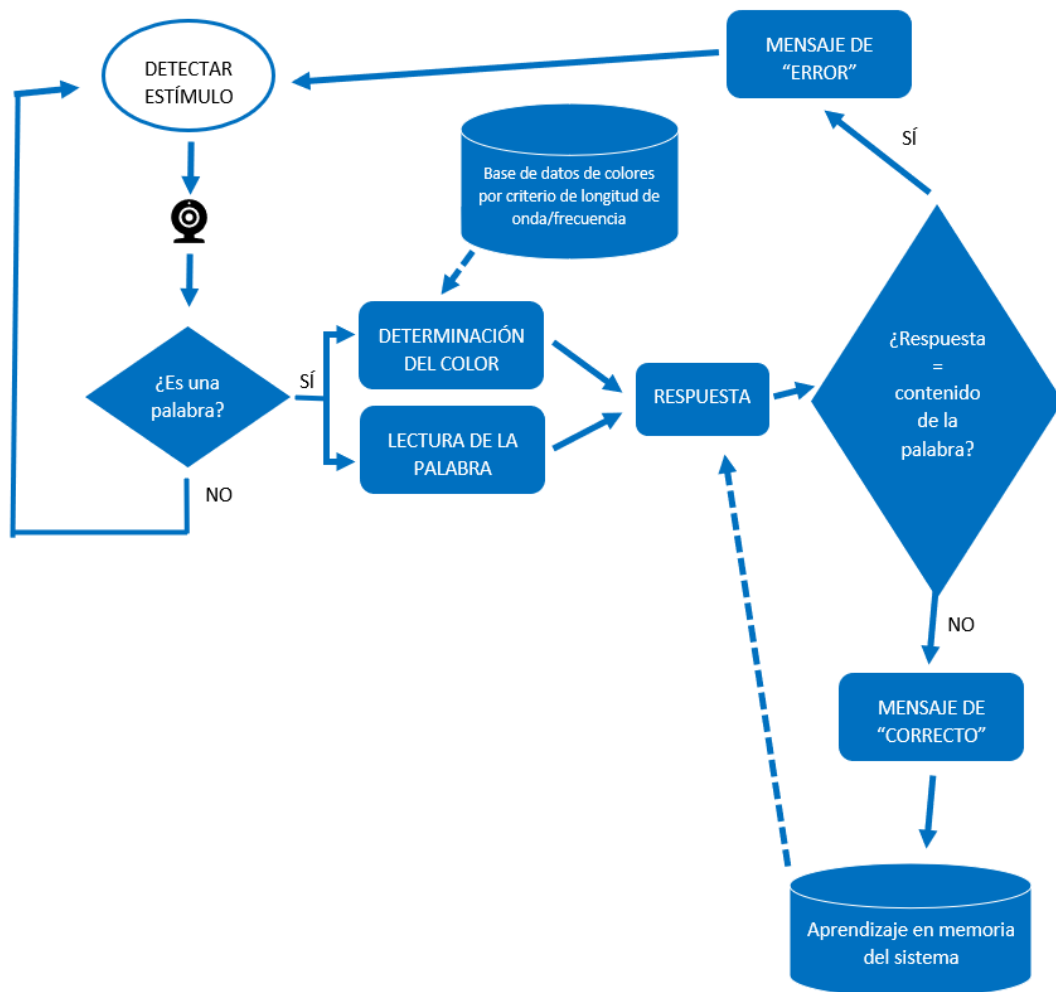 DETECTAR
ESTÍMULO
MENSAJE DE
“ERROR”
SÍ
Base de datos de colores
por criterio de longitud de
onda/frecuencia
¿Es una
palabra?
SÍ
NO
DETERMINACIÓN
DEL COLOR
LECTURA DE LA
PALABRA
RESPUESTA
¿Respuesta
=
contenido
de la
palabra?
NO
MENSAJE DE
“CORRECTO”
Aprendizaje en memoria
del sistema